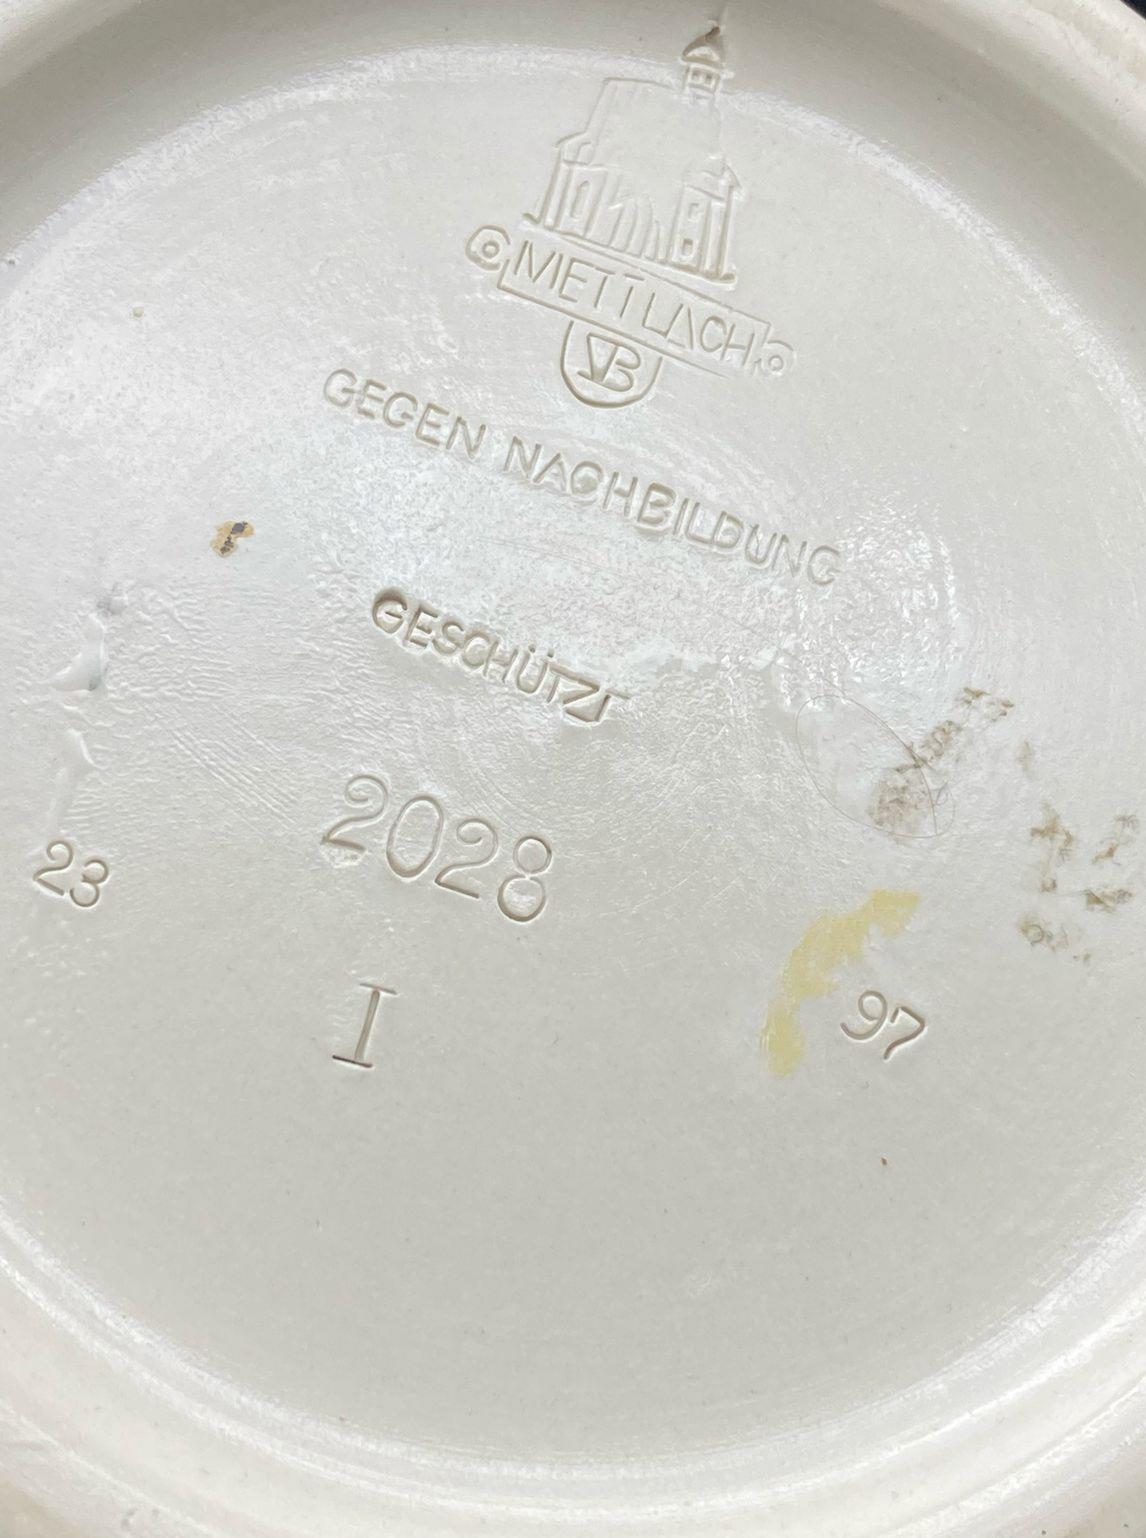 METTLACH
VB
GEGEN NACHBILDUNG
GESCHÜTZT
2028
23
I
97